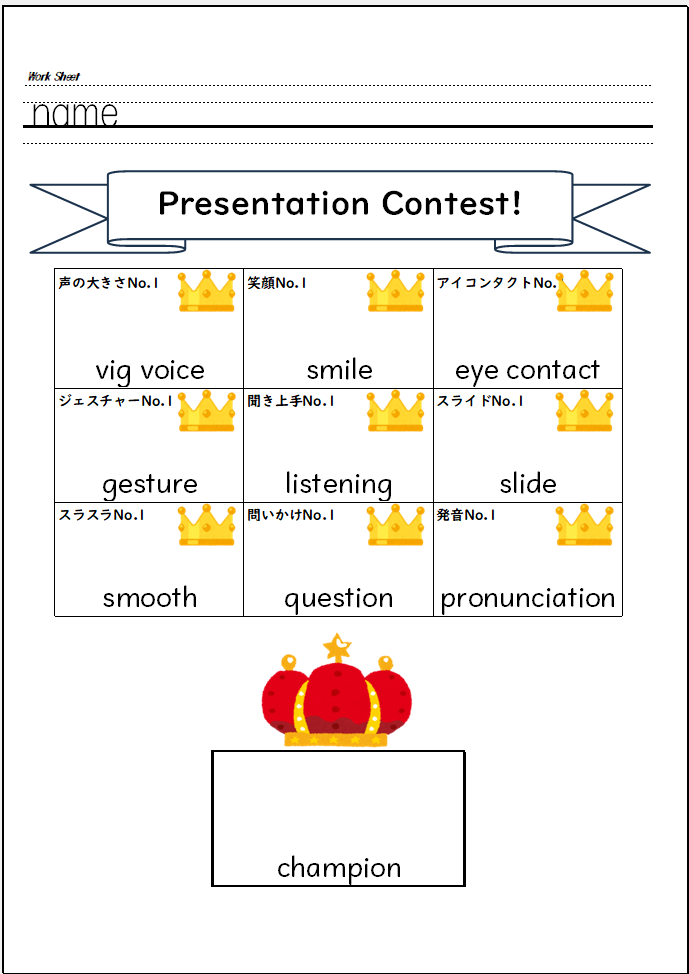 Work Sheet
name
Presentation Contest!
声の大きさNo.1
笑顔No.1
アイコンタクトNo.
vig voice
smile
eye contact
ジェスチャーNo.1
聞き上手No.1
スライドNo.1
gesture
listening
slide
スラスラNo.1
問いかけNo.1
発音No.1
smooth
question
pronunciation
champion